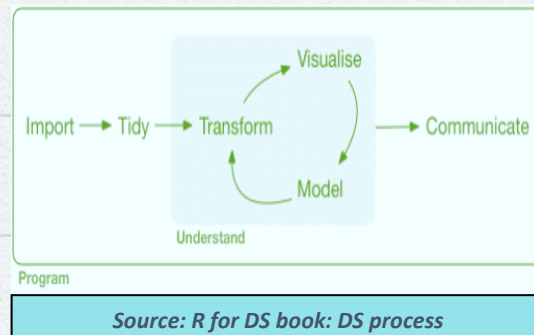 Visualise
Import Tidy Transform Communicate
Model
Understand
Program
Source: R for DS book: DS process